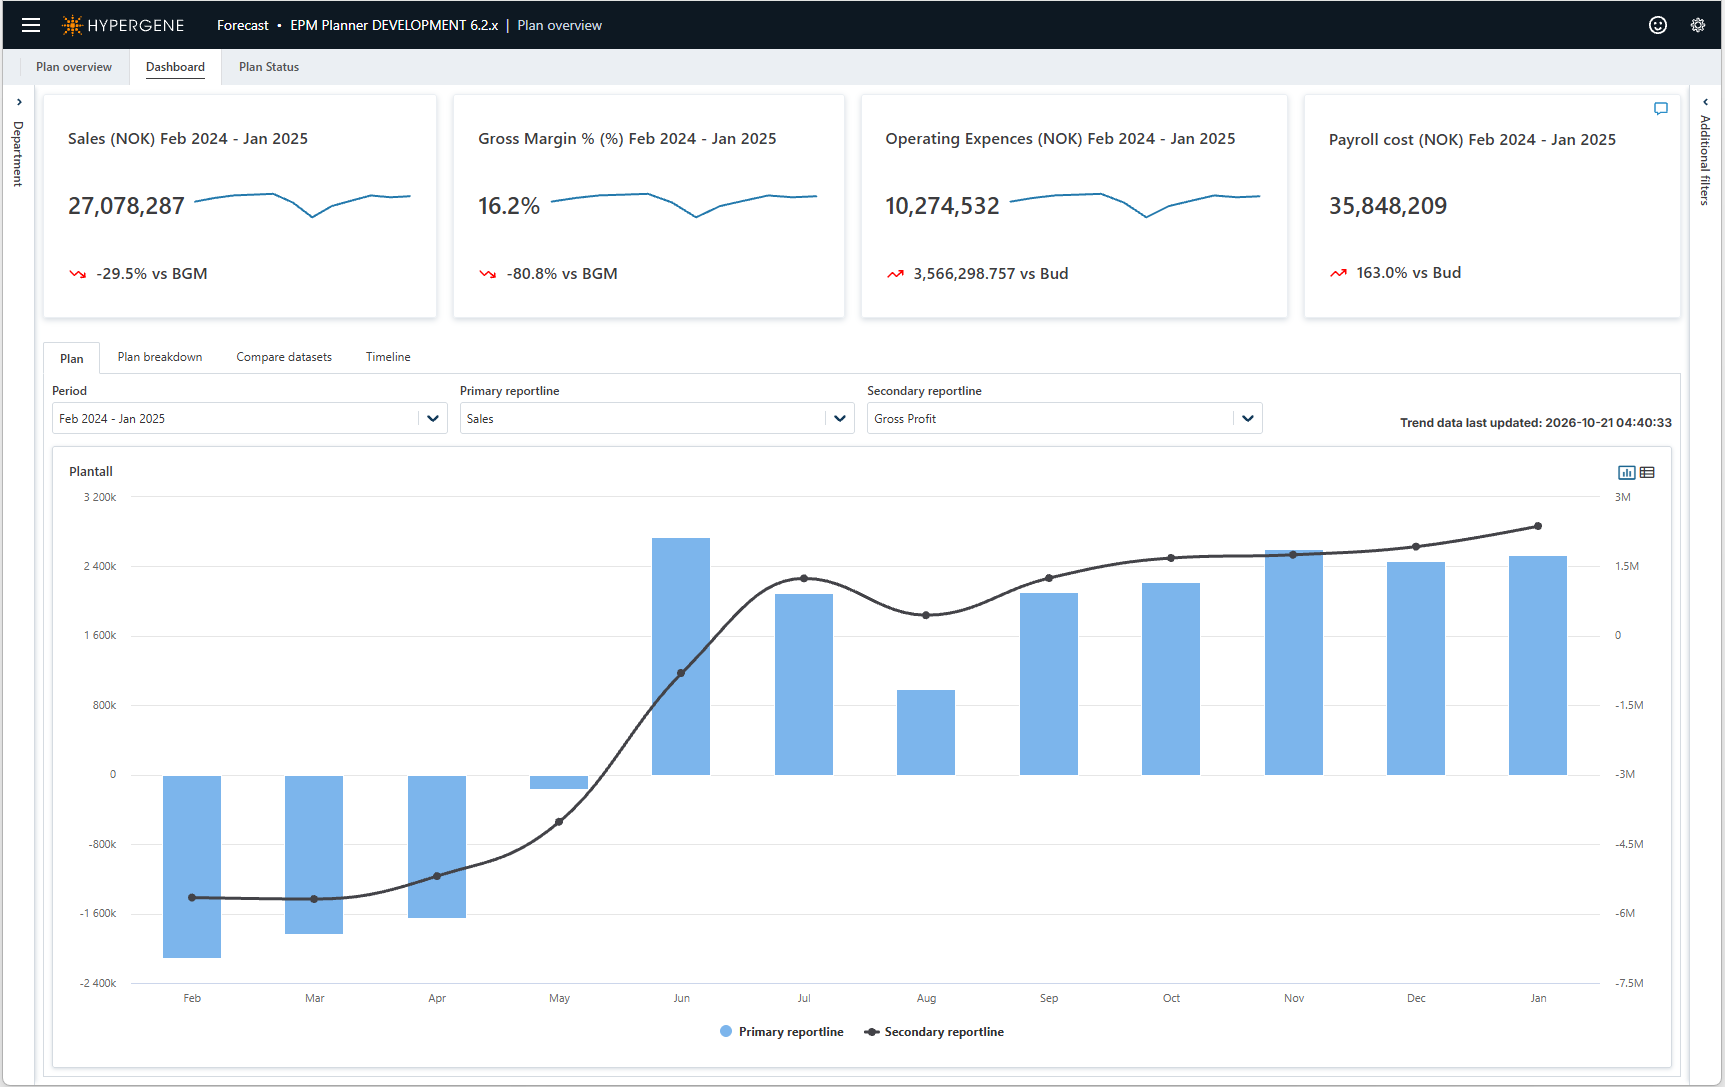 HYPERGENE
Forecast • EPM Planner DEVELOPMENT 6.2.x | Plan overview
Plan overview
Dashboard
Plan Status
Department
Additional filters
Sales (NOK) Feb 2024 - Jan 2025
27,078,287
-29.5% vs BGM
Gross Margin % (%) Feb 2024 - Jan 2025
16.2%
-80.8% vs BGM
Operating Expences (NOK) Feb 2024 - Jan 2025
10,274,532
3,566,298.757 vs Bud
Payroll cost (NOK) Feb 2024 - Jan 2025
35,848,209
163.0% vs Bud
Plan
Plan breakdown
Compare datasets
Timeline
Period
Feb 2024 - Jan 2025
Primary reportline
Sales
Secondary reportline
Gross Profit
Trend data last updated: 2026-10-21 04:40:33
Plantall
3 200k
2 400k
1 600k
800k
0
-800k
-1 600k
-2 400k
3M
1.5M
0
-1.5M
-3M
-4.5M
-6M
-7.5M
Feb
Mar
Apr
May
Jun
Jul
Aug
Sep
Oct
Nov
Dec
Jan
Primary reportline
Secondary reportline